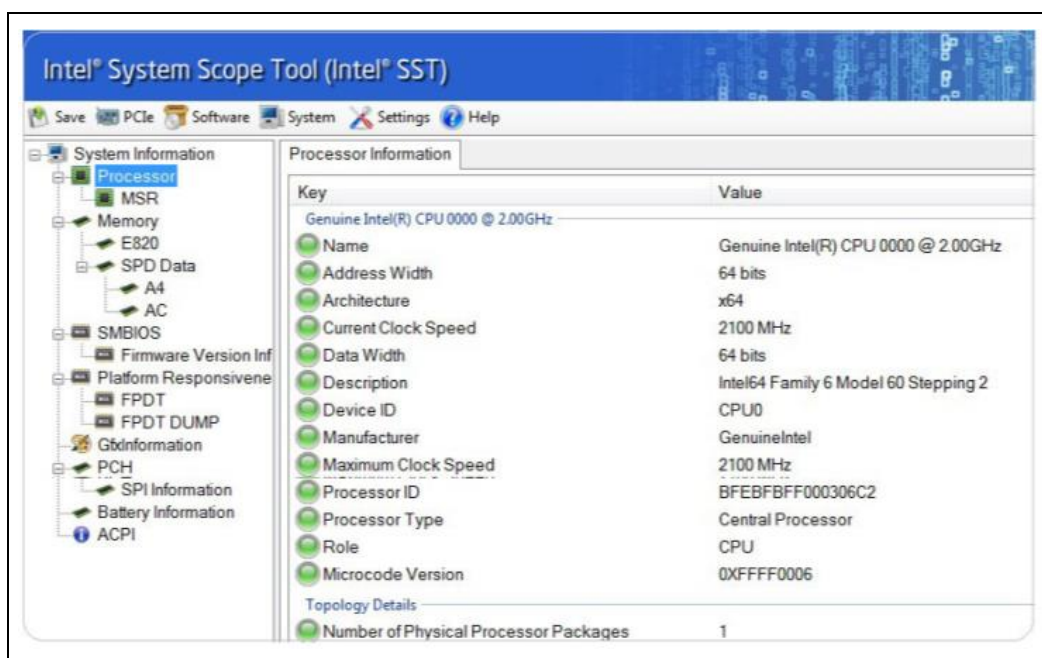 Intel® System Scope Tool (Intel® SST)
Save PCIe Software System Settings Help
System Information
Processor
MSR
Memory
E820
SPD Data
A4
AC
SMBIOS
Firmware Version Inf
Platform Responsivene
FPDT
FPDT DUMP
GfxInformation
PCH
SPI Information
Battery Information
ACPI
Processor Information
Key Value
Genuine Intel(R) CPU 0000 @ 2.00GHz
Name Genuine Intel(R) CPU 0000 @ 2.00GHz
Address Width 64 bits
Architecture x64
Current Clock Speed 2100 MHz
Data Width 64 bits
Description Intel64 Family 6 Model 60 Stepping 2
Device ID CPU0
Manufacturer GenuineIntel
Maximum Clock Speed 2100 MHz
Processor ID BFEBFBFF000306C2
Processor Type Central Processor
Role CPU
Microcode Version 0XFFFF0006
Topology Details
Number of Physical Processor Packages 1